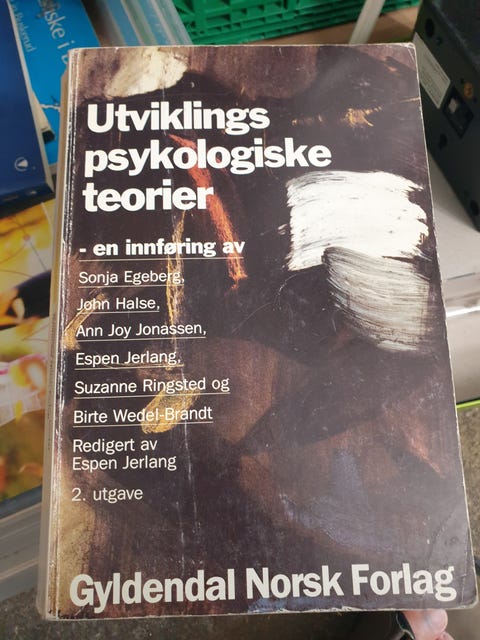 Utviklings
psykologiske
teorier
- en innføring av
Sonja Egeberg,
John Halse,
Ann Joy Jonassen,
Espen Jerlang,
Suzanne Ringsted og
Birte Wedel-Brandt
Redigert av
Espen Jerlang
2. utgave
Gyldendal Norsk Forlag